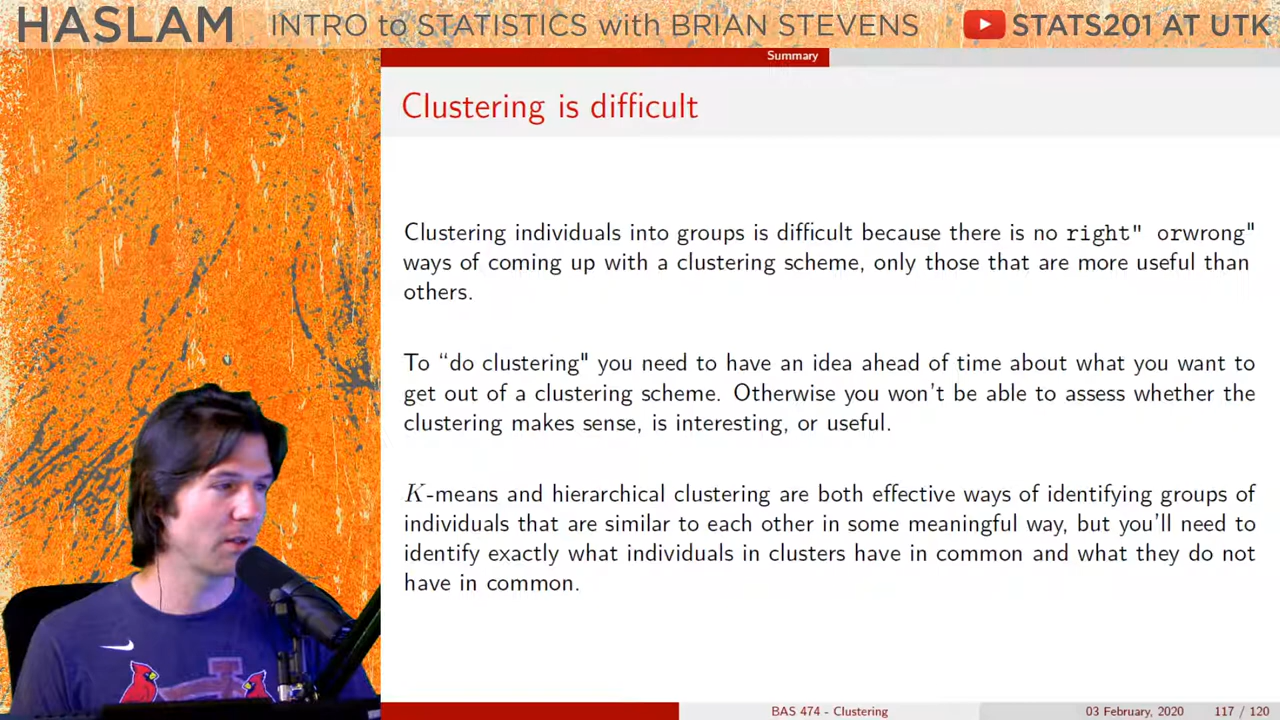 HASLAM INTRO to STATISTICS with BRIAN STEVENS STATS201 AT UTK
Summary
Clustering is difficult
Clustering individuals into groups is difficult because there is no right" orwrong"
ways of coming up with a clustering scheme, only those that are more useful than
others.
To “do clustering" you need to have an idea ahead of time about what you want to
get out of a clustering scheme. Otherwise you won't be able to assess whether the
clustering makes sense, is interesting, or useful.
K-means and hierarchical clustering are both effective ways of identifying groups of
individuals that are similar to each other in some meaningful way, but you'll need to
identify exactly what individuals in clusters have in common and what they do not
have in common.
BAS 474 - Clustering 03 February, 2020 117 / 120